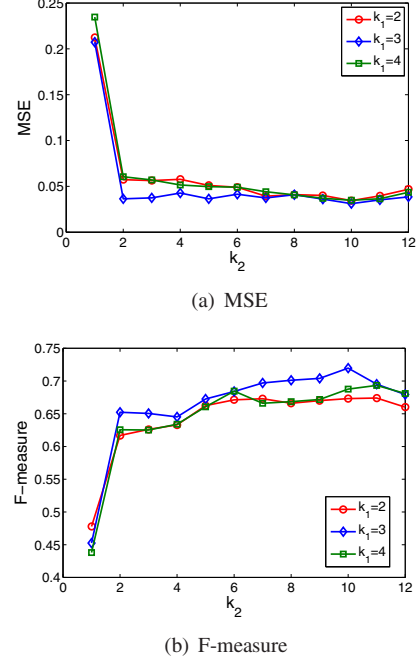 0.25
0.2
0.15
0.1
0.05
0
MSE
k1=2
k1=3
k1=4
0 2 4 6 8 10 12
k2
(a) MSE
0.75
0.7
0.65
0.6
0.55
0.5
0.45
0.4
F−measure
k1=2
k1=3
k1=4
0 2 4 6 8 10 12
k2
(b) F-measure